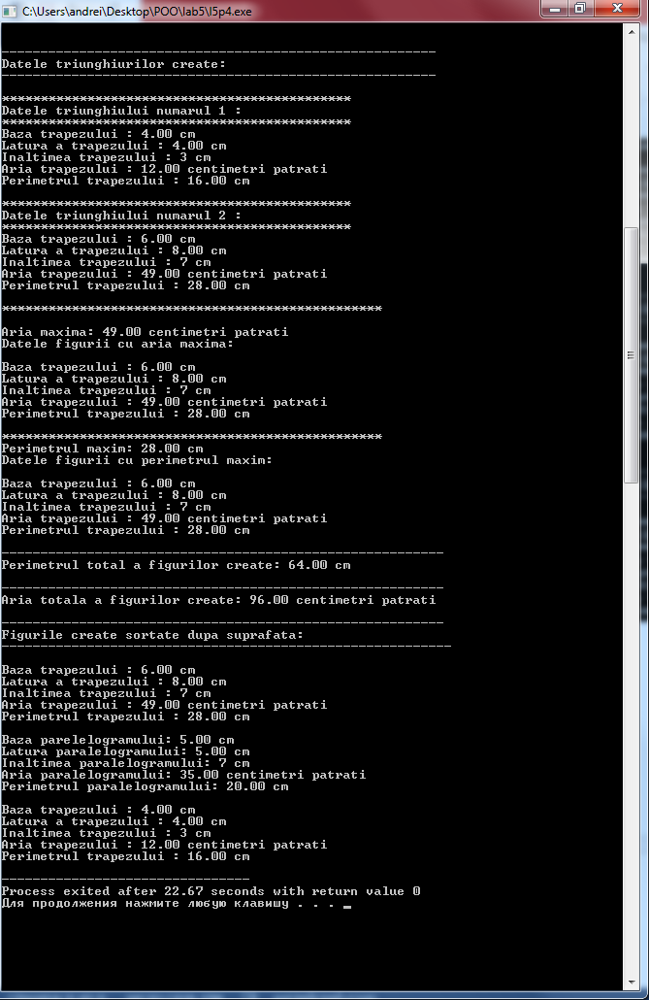 C:\Users\andrei\Desktop\POO\lab5\l5p4.exe
--------------------------------------------------------
Datele triunghiurilor create:
--------------------------------------------------------
*********************************************
Datele triunghiului numarul 1 :
*********************************************
Baza trapezului : 4.00 cm
Latura a trapezului : 4.00 cm
Inaltimea trapezului : 3 cm
Aria trapezului : 12.00 centimetri patrati
Perimetrul trapezului : 16.00 cm
*********************************************
Datele triunghiului numarul 2 :
*********************************************
Baza trapezului : 6.00 cm
Latura a trapezului : 8.00 cm
Inaltimea trapezului : 7 cm
Aria trapezului : 49.00 centimetri patrati
Perimetrul trapezului : 28.00 cm
*************************************************
Aria maxima: 49.00 centimetri patrati
Datele figurii cu aria maxima:
Baza trapezului : 6.00 cm
Latura a trapezului : 8.00 cm
Inaltimea trapezului : 7 cm
Aria trapezului : 49.00 centimetri patrati
Perimetrul trapezului : 28.00 cm
*************************************************
Perimetrul maxim: 28.00 cm
Datele figurii cu perimetrul maxim:
Baza trapezului : 6.00 cm
Latura a trapezului : 8.00 cm
Inaltimea trapezului : 7 cm
Aria trapezului : 49.00 centimetri patrati
Perimetrul trapezului : 28.00 cm
---------------------------------------------------------
Perimetrul total a figurilor create: 64.00 cm
---------------------------------------------------------
Aria totala a figurilor create: 96.00 centimetri patrati
---------------------------------------------------------
Figurile create sortate dupa suprafata:
----------------------------------------------------------
Baza trapezului : 6.00 cm
Latura a trapezului : 8.00 cm
Inaltimea trapezului : 7 cm
Aria trapezului : 49.00 centimetri patrati
Perimetrul trapezului : 28.00 cm
Baza parelelogramului: 5.00 cm
Latura paralelogramului: 5.00 cm
Inaltimea paralelogramului: 7 cm
Aria paralelogramului: 35.00 centimetri patrati
Perimetrul paralelogramului: 20.00 cm
Baza trapezului : 4.00 cm
Latura a trapezului : 4.00 cm
Inaltimea trapezului : 3 cm
Aria trapezului : 12.00 centimetri patrati
Perimetrul trapezului : 16.00 cm
--------------------------------
Process exited after 22.67 seconds with return value 0
Для продолжения нажмите любую клавишу . . . _